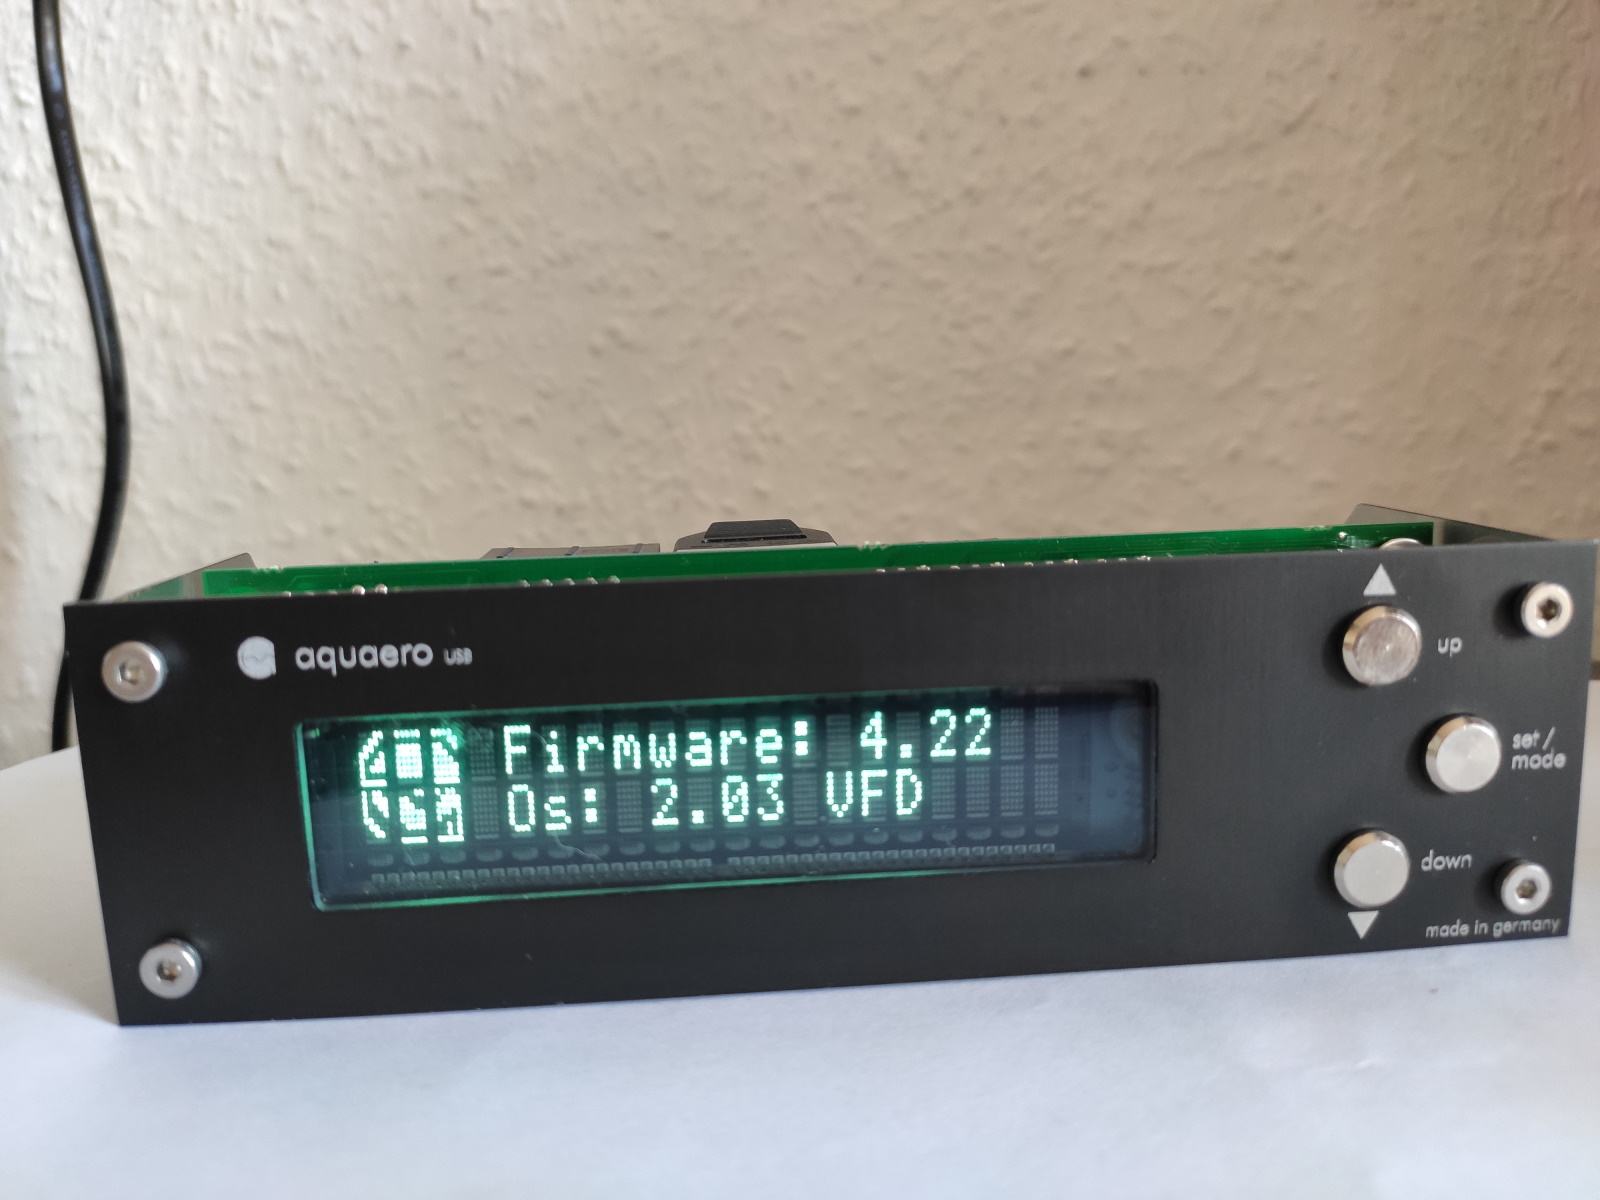 aquaero USB
Firmware: 4.22
Os: 2.03 VFD
up
set/
mode
down
made in germany